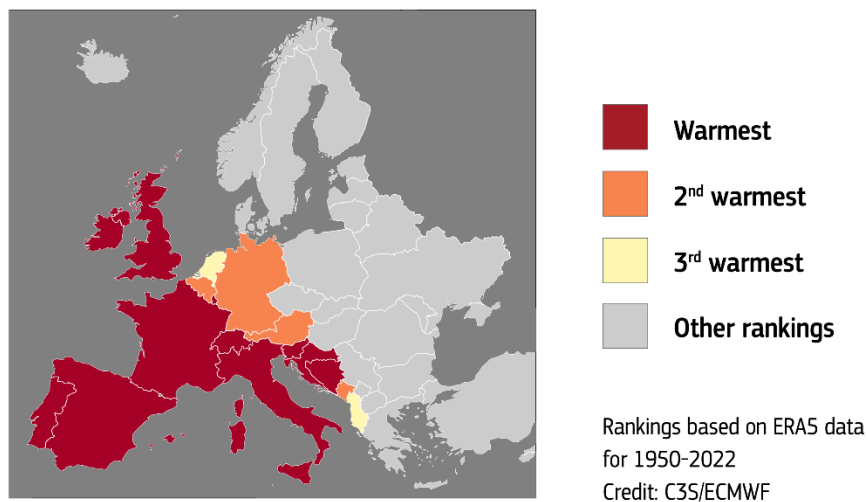 Warmest
2nd warmest
3rd warmest
Other rankings
Rankings based on ERA5 data
for 1950-2022
Credit: C3S/ECMWF